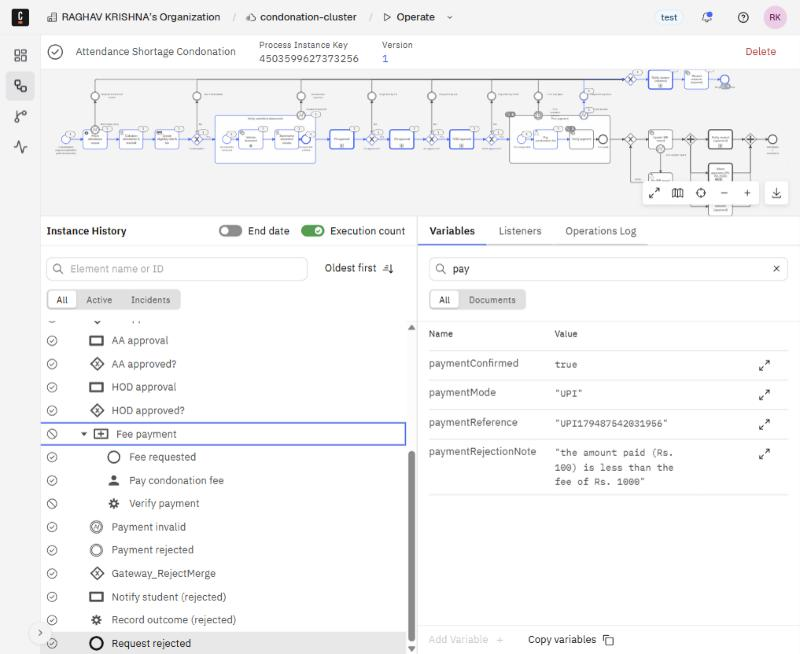 RAGHAV KRISHNA's Organization / condonation-cluster / Operate
test
RK
Attendance Shortage Condonation
Process Instance Key
4503599627373256
Version
1
Delete
Instance History
End date
Execution count
Element name or ID
Oldest first
All Active Incidents
AA approval
AA approved?
HOD approval
HOD approved?
Fee payment
Fee requested
Pay condonation fee
Verify payment
Payment invalid
Payment rejected
Gateway_RejectMerge
Notify student (rejected)
Record outcome (rejected)
Request rejected
Variables Listeners Operations Log
pay
All Documents
Name Value
paymentConfirmed true
paymentMode "UPI"
paymentReference "UPI179487542031956"
paymentRejectionNote "the amount paid (Rs.
100) is less than the
fee of Rs. 1000"
Add Variable +
Copy variables